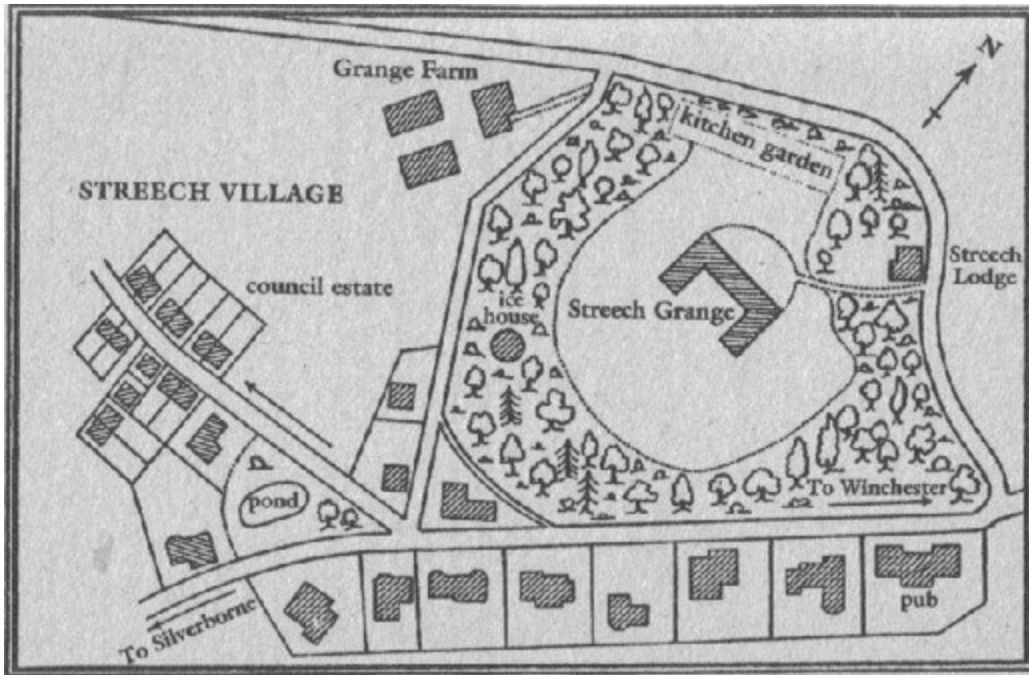 N
Grange Farm
kitchen garden
STREECH VILLAGE
council estate
Streech
Lodge
ice
house
Streech Grange
pond
To Winchester
pub
To Silverborne